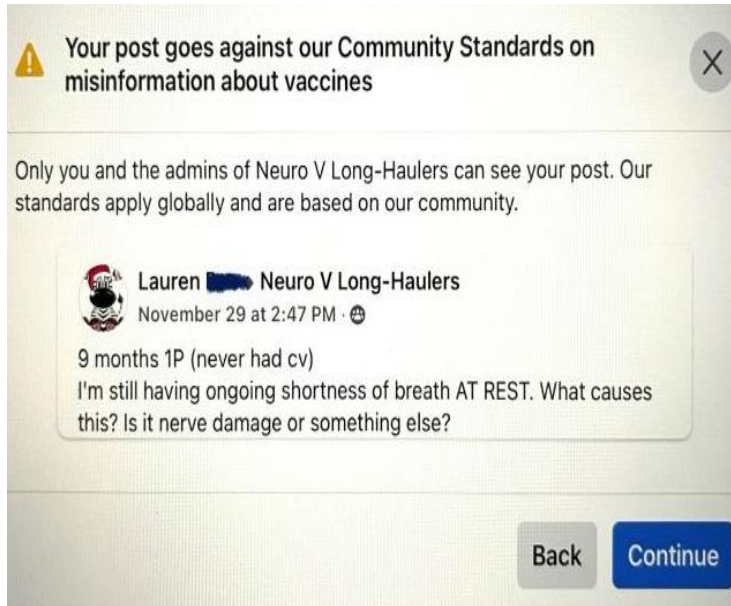 Your post goes against our Community Standards on
misinformation about vaccines
Only you and the admins of Neuro V Long-Haulers can see your post. Our
standards apply globally and are based on our community.
Lauren Neuro V Long-Haulers
November 29 at 2:47 PM ·
9 months 1P (never had cv)
I'm still having ongoing shortness of breath AT REST. What causes
this? Is it nerve damage or something else?
Back Continue